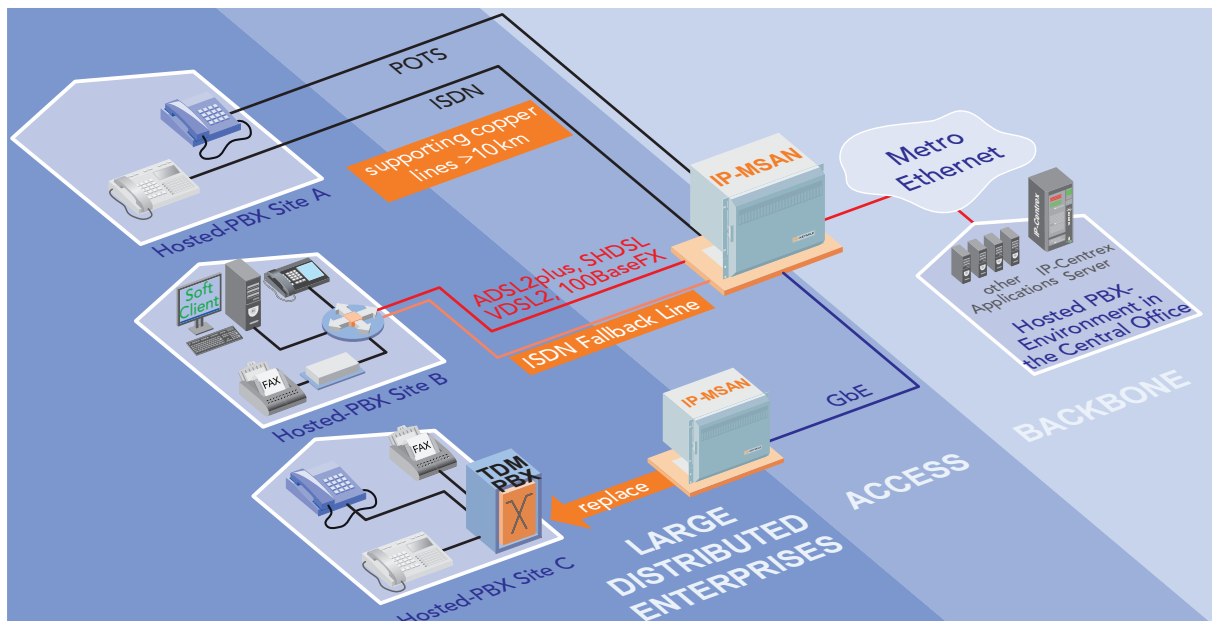 POTS
ISDN
supporting copper
lines >10 km
Hosted-PBX Site A
IP-MSAN
Metro
Ethernet
IP-Centrex
other
Applications
IP-Centrex
Server
Hosted PBX-
Environment in
the Central Office
Soft
Client
FAX
Hosted-PBX Site B
ADSL2plus, SHDSL
VDSL2, 100BaseFX
ISDN Fallback Line
IP-MSAN
GbE
FAX
TDM
PBX
replace
Hosted-PBX Site C
LARGE
DISTRIBUTED
ENTERPRISES
ACCESS
BACKBONE